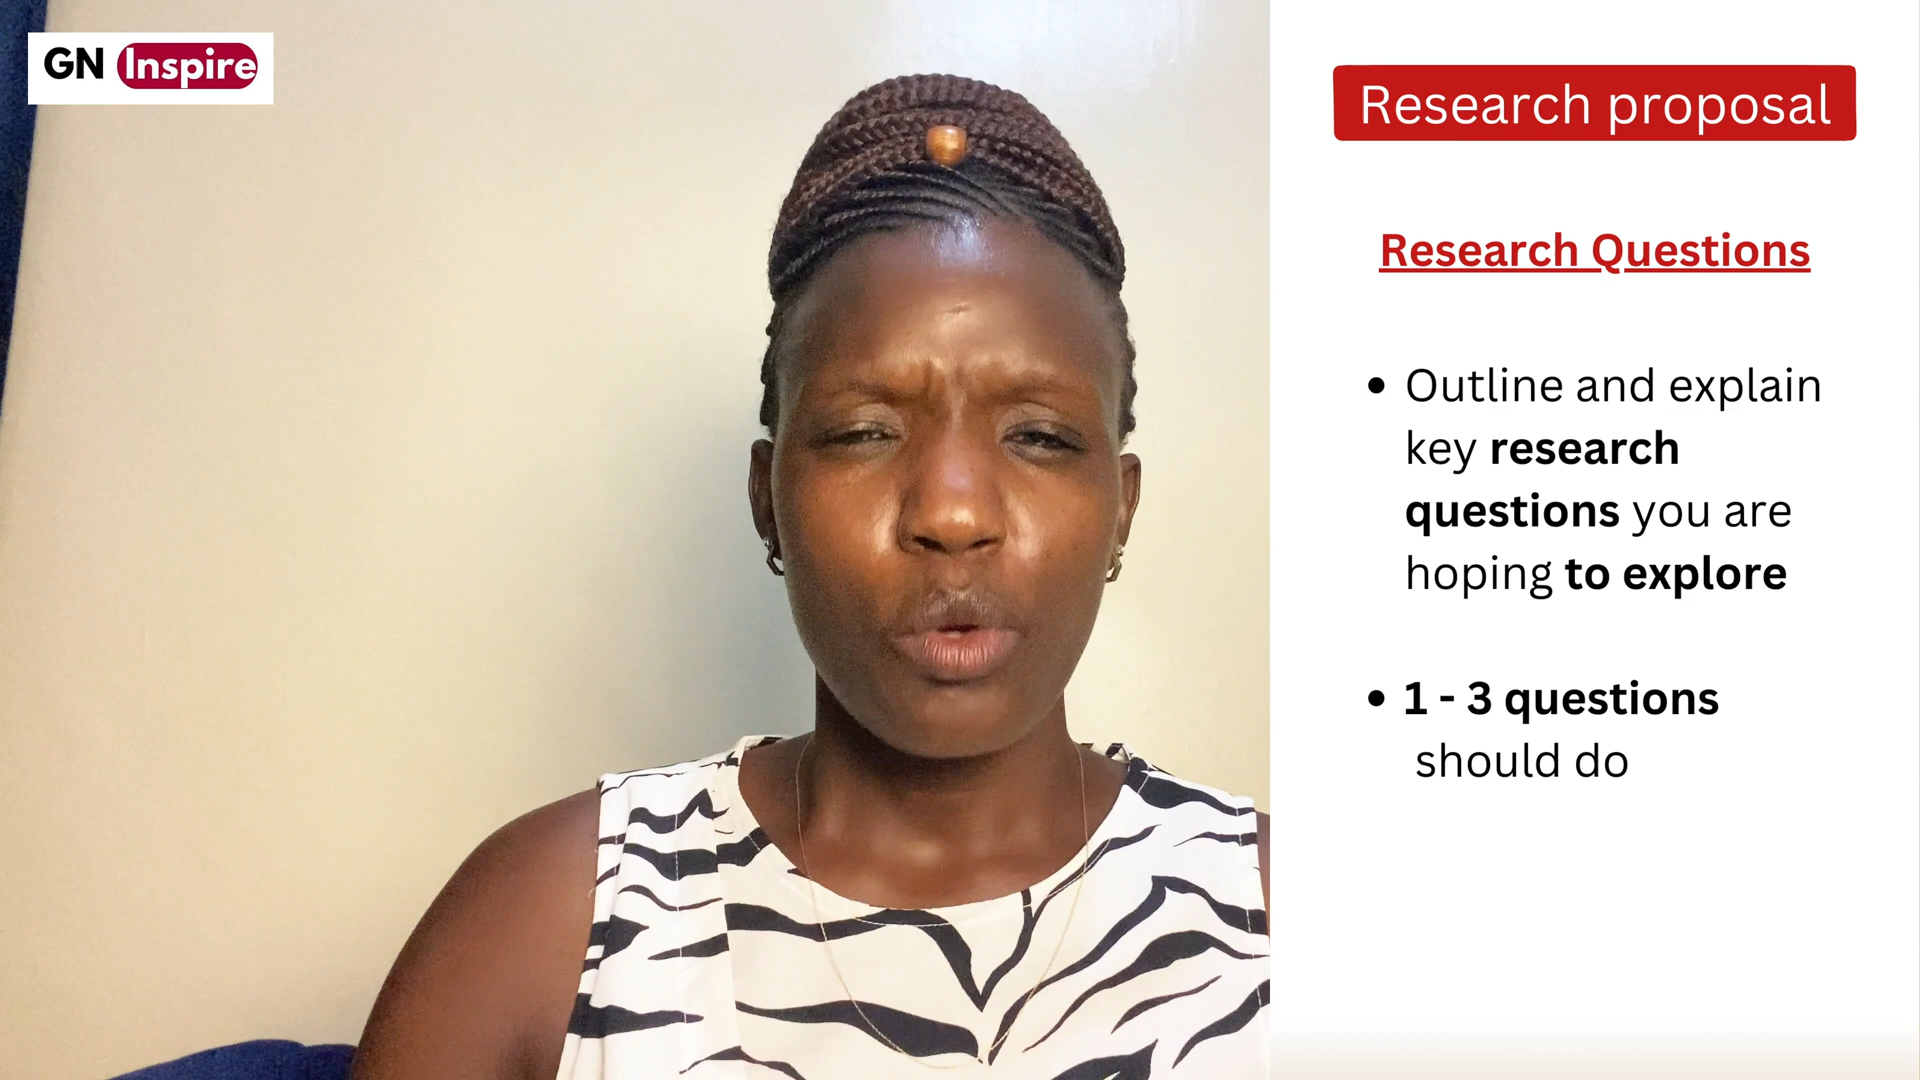 GN Inspire
Research proposal
Research Questions
• Outline and explain
key research
questions you are
hoping to explore
• 1 - 3 questions
should do